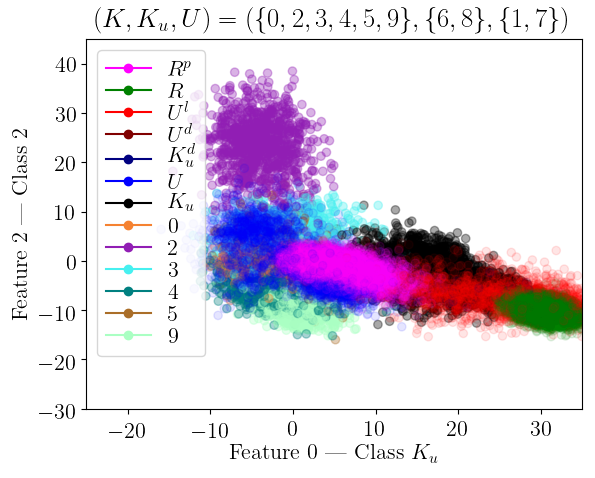 (K, K_u, U) = ({0, 2, 3, 4, 5, 9}, {6, 8}, {1, 7})
40
30
20
10
0
−10
−20
−30
Feature 2 — Class 2
R^p
R
U^l
U^d
K_u^d
U
K_u
0
2
3
4
5
9
−20 −10 0 10 20 30
Feature 0 — Class K_u